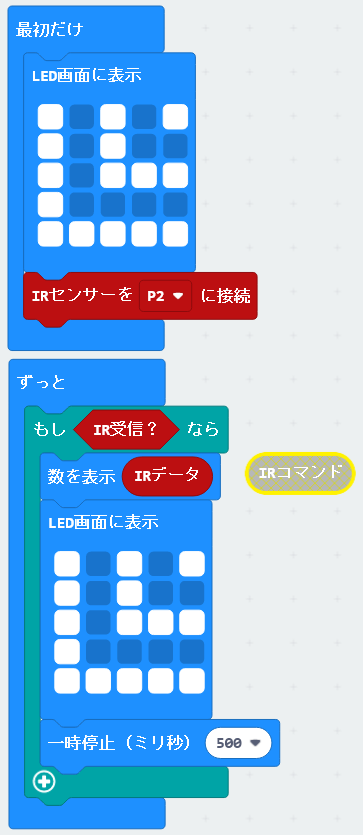 最初だけ
LED画面に表示
IRセンサーを P2 に接続
ずっと
もし IR受信？ なら
数を表示 IRデータ
IRコマンド
LED画面に表示
一時停止（ミリ秒） 500